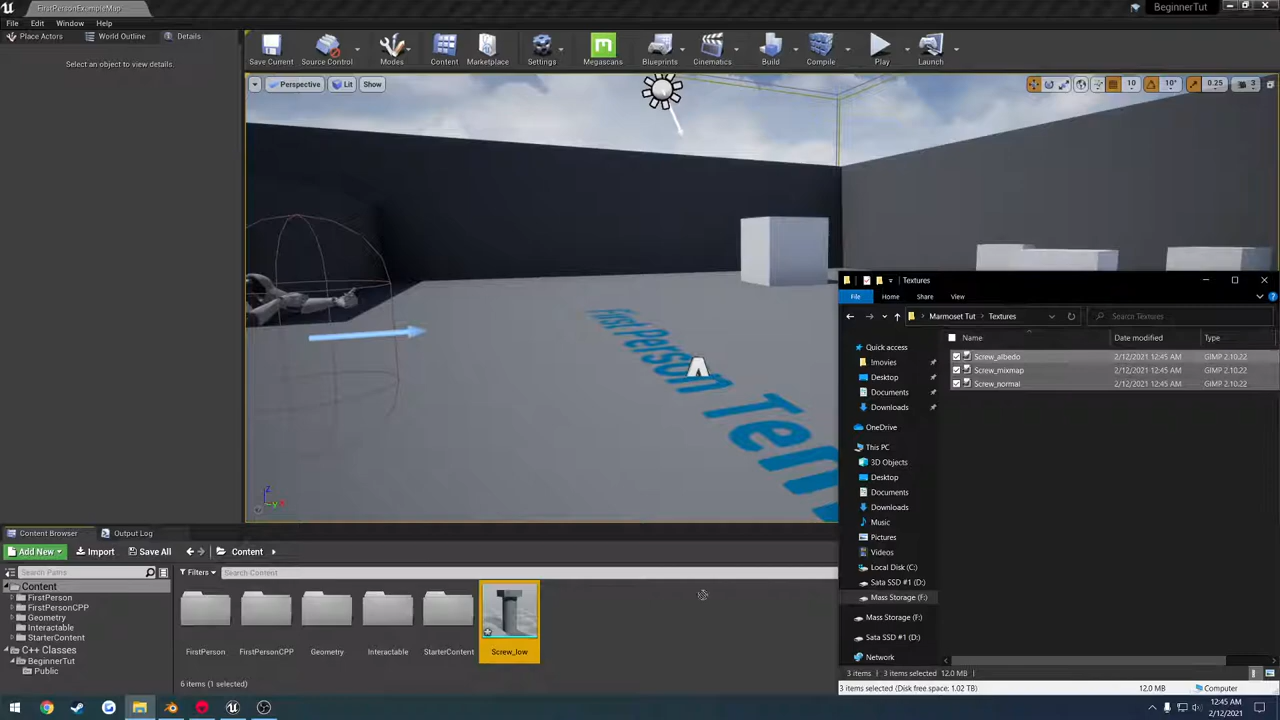 FirstPersonExampleMap
BeginnerTut
File Edit Window Help
Place Actors World Outline Details
Select an object to view details.
Save Current Source Control Modes Content Marketplace Settings Megascans Blueprints Cinematics Build Compile Play Launch
Perspective Lit Show
10 10° 0.25 3
First Person Tem
Textures
File Home Share View
Marmoset Tut Textures Search Textures
Name Date modified Type
Screw_albedo 2/12/2021 12:45 AM GIMP 2.10.22
Screw_mixmap 2/12/2021 12:45 AM GIMP 2.10.22
Screw_normal 2/12/2021 12:45 AM GIMP 2.10.22
Quick access
!movies
Desktop
Documents
Downloads
OneDrive
This PC
3D Objects
Desktop
Documents
Downloads
Music
Pictures
Videos
Local Disk (C:)
Sata SSD #1 (D:)
Mass Storage (F:)
Mass Storage (F:)
Sata SSD #1 (D:)
Network
3 items 3 items selected 12.0 MB
3 items selected (Disk free space: 1.02 TB) 12.0 MB Computer
Content Browser Output Log
Add New Import Save All Content
Search Paths Filters Search Content
Content
FirstPerson
FirstPersonCPP
Geometry
Interactable
StarterContent
C++ Classes
BeginnerTut
Public
FirstPerson FirstPersonCPP Geometry Interactable StarterContent Screw_low
6 items (1 selected)
12:45 AM
2/12/2021